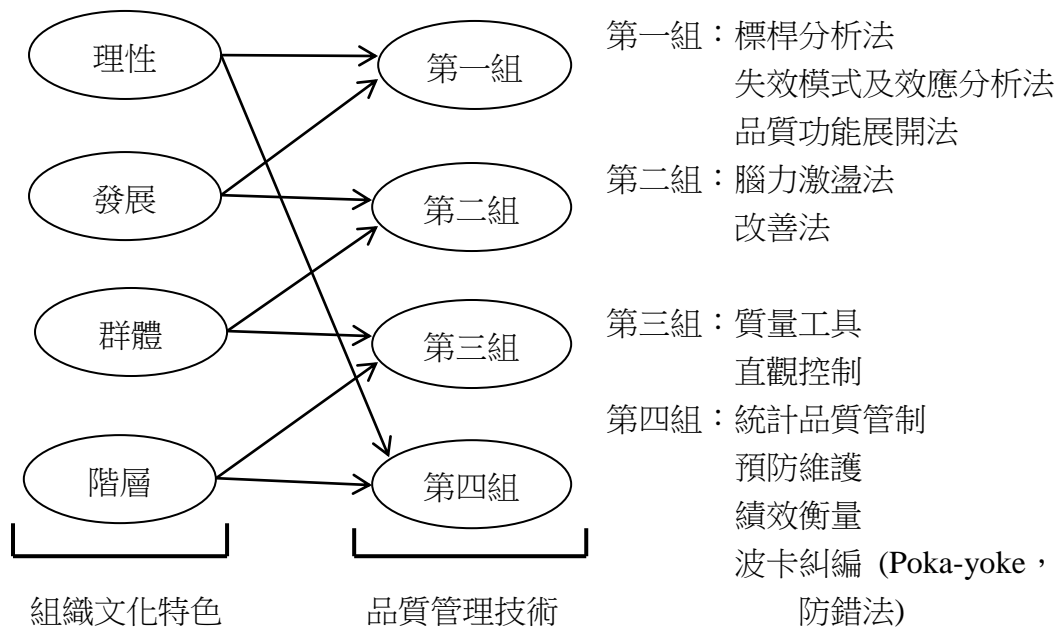 理性
發展
群體
階層
組織文化特色
第一組
第二組
第三組
第四組
品質管理技術
第一組：標桿分析法
失效模式及效應分析法
品質功能展開法
第二組：腦力激盪法
改善法
第三組：質量工具
直觀控制
第四組：統計品質管制
預防維護
績效衡量
波卡糾編 (Poka-yoke，
防錯法)